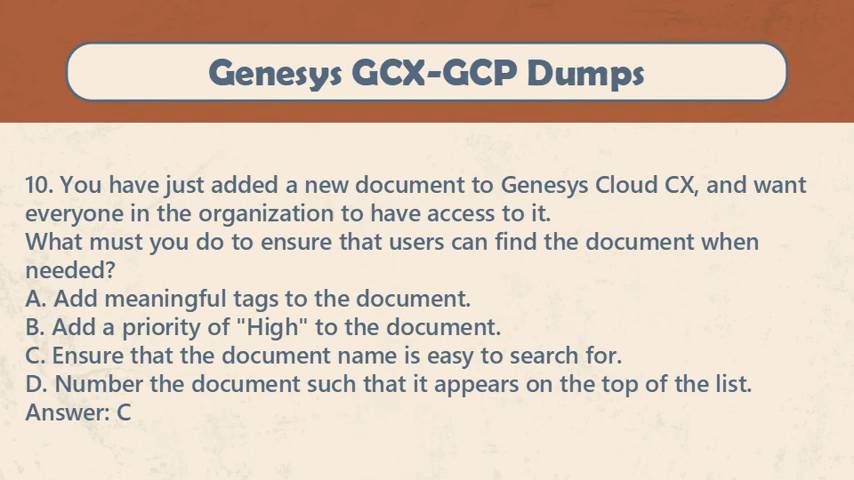 Genesys GCX-GCP Dumps
10. You have just added a new document to Genesys Cloud CX, and want
everyone in the organization to have access to it.
What must you do to ensure that users can find the document when
needed?
A. Add meaningful tags to the document.
B. Add a priority of "High" to the document.
C. Ensure that the document name is easy to search for.
D. Number the document such that it appears on the top of the list.
Answer: C